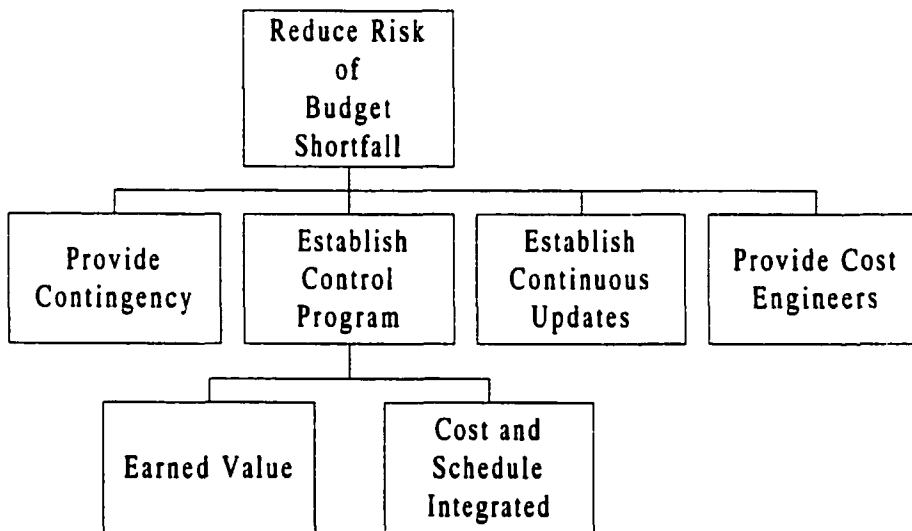 Reduce Risk
of
Budget
Shortfall
Provide
Contingency
Establish
Control
Program
Establish
Continuous
Updates
Provide Cost
Engineers
Earned Value
Cost and
Schedule
Integrated